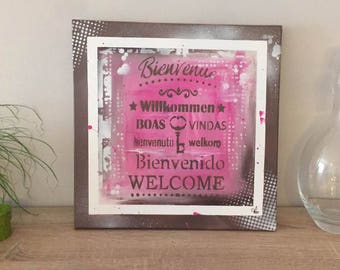 Bienvenue
Willkommen
BOAS VINDAS
benvenuto welkom
Bienvenido
WELCOME